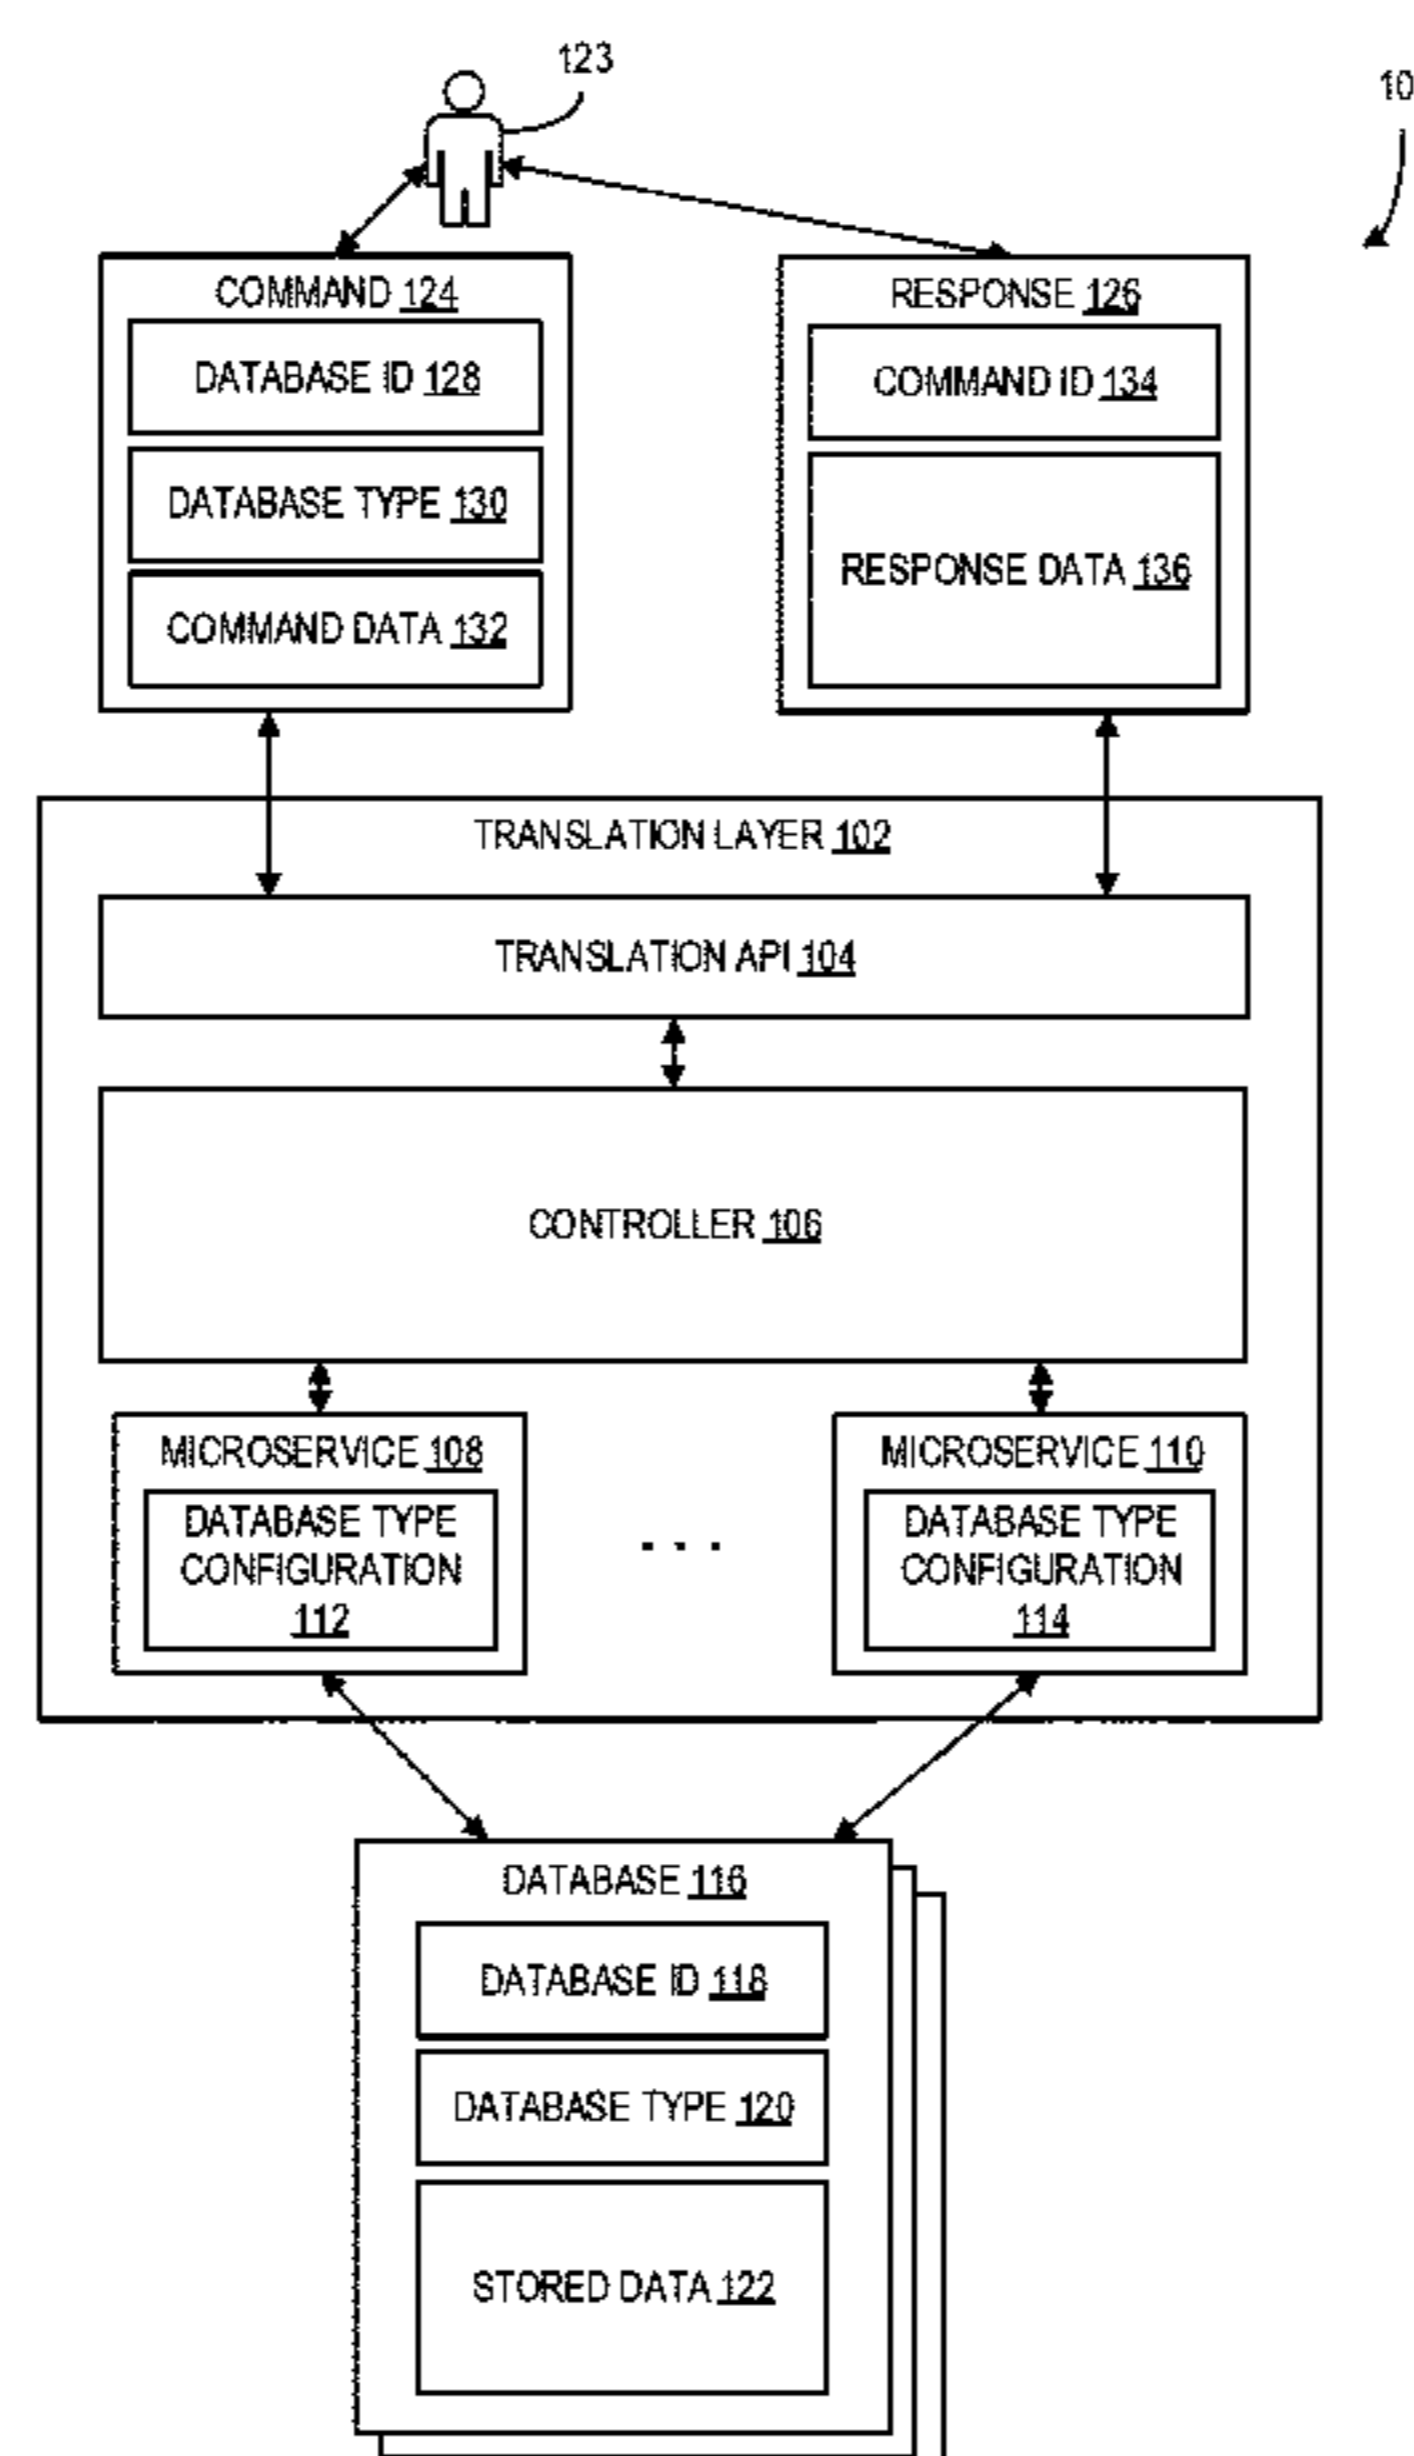 123
10
COMMAND 124
DATABASE ID 128
DATABASE TYPE 130
COMMAND DATA 132
RESPONSE 126
COMMAND ID 134
RESPONSE DATA 136
TRANSLATION LAYER 102
TRANSLATION API 104
CONTROLLER 106
MICROSERVICE 108
DATABASE TYPE
CONFIGURATION
112
. . .
MICROSERVICE 110
DATABASE TYPE
CONFIGURATION
114
DATABASE 116
DATABASE ID 118
DATABASE TYPE 120
STORED DATA 122